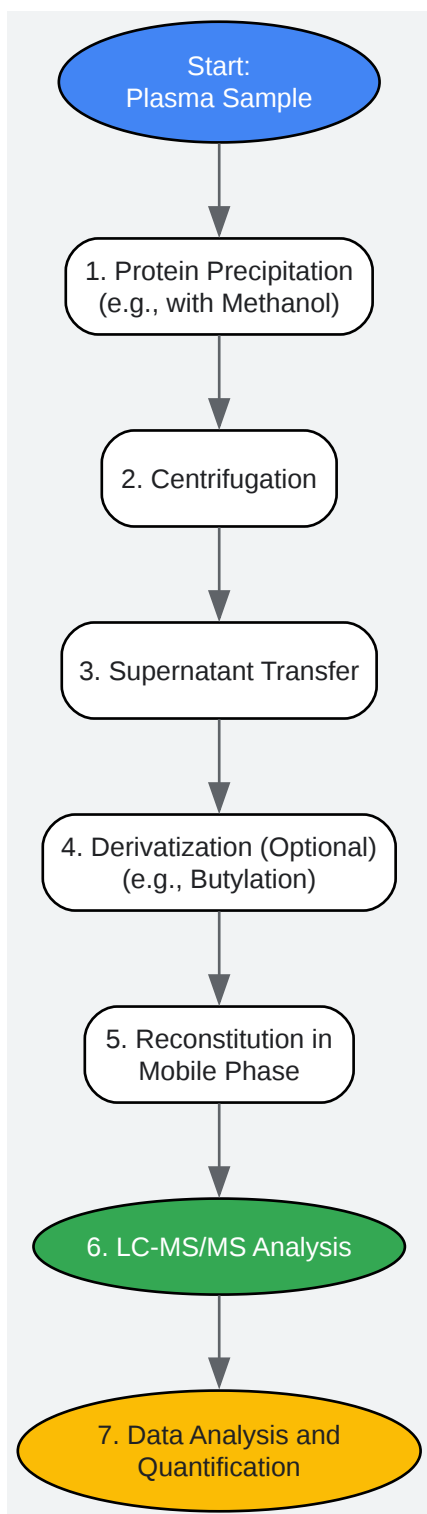 Start:
Plasma Sample
1. Protein Precipitation
(e.g., with Methanol)
2. Centrifugation
3. Supernatant Transfer
4. Derivatization (Optional)
(e.g., Butylation)
5. Reconstitution in
Mobile Phase
6. LC-MS/MS Analysis
7. Data Analysis and
Quantification